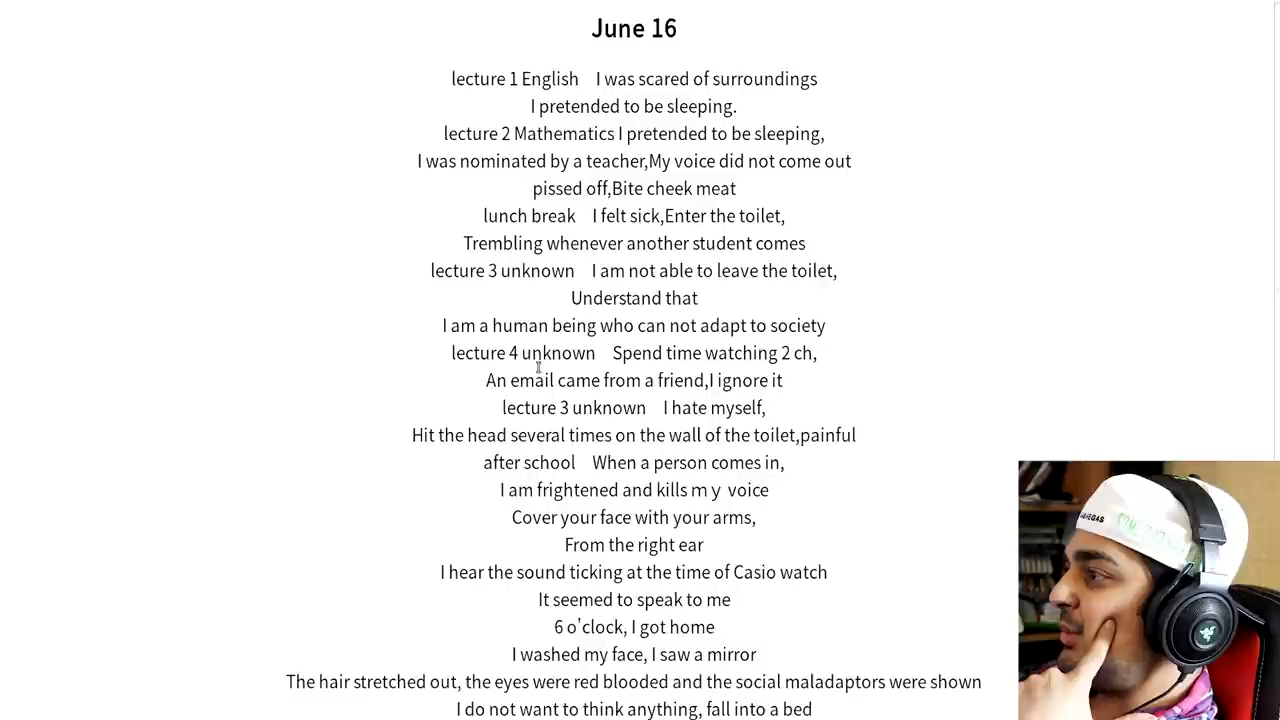 June 16
lecture 1 English    I was scared of surroundings
I pretended to be sleeping.
lecture 2 Mathematics I pretended to be sleeping,
I was nominated by a teacher,My voice did not come out
pissed off,Bite cheek meat
lunch break    I felt sick,Enter the toilet,
Trembling whenever another student comes
lecture 3 unknown    I am not able to leave the toilet,
Understand that
I am a human being who can not adapt to society
lecture 4 unknown    Spend time watching 2 ch,
An email came from a friend,I ignore it
lecture 3 unknown    I hate myself,
Hit the head several times on the wall of the toilet,painful
after school    When a person comes in,
I am frightened and kills ｍｙ voice
Cover your face with your arms,
From the right ear
I hear the sound ticking at the time of Casio watch
It seemed to speak to me
6 o'clock, I got home
I washed my face, I saw a mirror
The hair stretched out, the eyes were red blooded and the social maladaptors were shown
I do not want to think anything, fall into a bed